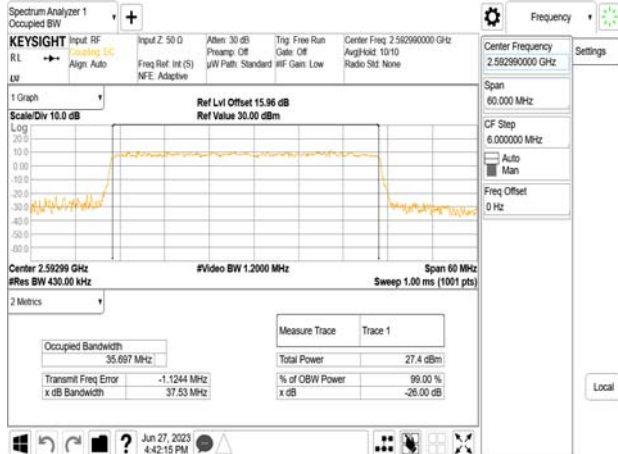 Spectrum Analyzer 1
Occupied BW
Frequency
KEYSIGHT
Input: RF
Coupling: DC
Align: Auto
Input Z: 50 Ω
Freq Ref: Int (S)
NFE: Adaptive
Atten: 30 dB
Preamp: Off
µW Path: Standard
Trig: Free Run
Gate: Off
#IF Gain: Low
Center Freq: 2.592990000 GHz
Avg|Hold: 10/10
Radio Std: None
RL
LXI
Center Frequency
2.592990000 GHz
Settings
Span
60.000 MHz
CF Step
6.000000 MHz
Auto
Man
Freq Offset
0 Hz
Local
1 Graph
Scale/Div 10.0 dB
Ref Lvl Offset 15.96 dB
Ref Value 30.00 dBm
Log
20.0
10.0
0.00
-10.0
-20.0
-30.0
-40.0
-50.0
-60.0
Center 2.59299 GHz
#Res BW 430.00 kHz
#Video BW 1.2000 MHz
Span 60 MHz
Sweep 1.00 ms (1001 pts)
2 Metrics
Measure Trace Trace 1
Occupied Bandwidth
35.697 MHz
Total Power 27.4 dBm
Transmit Freq Error -1.1244 MHz
% of OBW Power 99.00 %
x dB Bandwidth 37.53 MHz
x dB -26.00 dB
Jun 27, 2023
4:42:15 PM